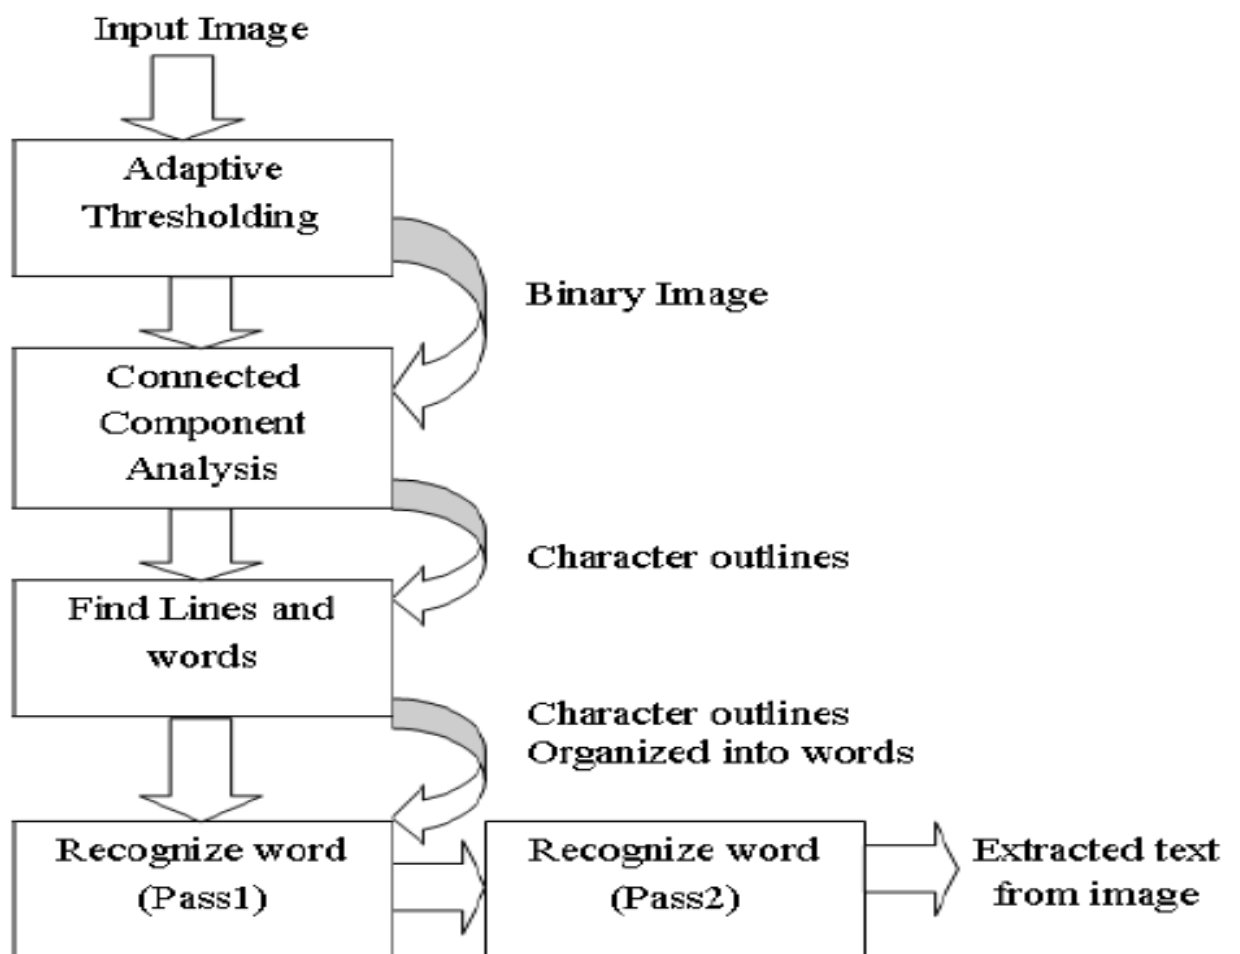 Input Image
Adaptive
Thresholding
Binary Image
Connected
Component
Analysis
Character outlines
Find Lines and
words
Character outlines
Organized into words
Recognize word
(Pass1)
Recognize word
(Pass2)
Extracted text
from image